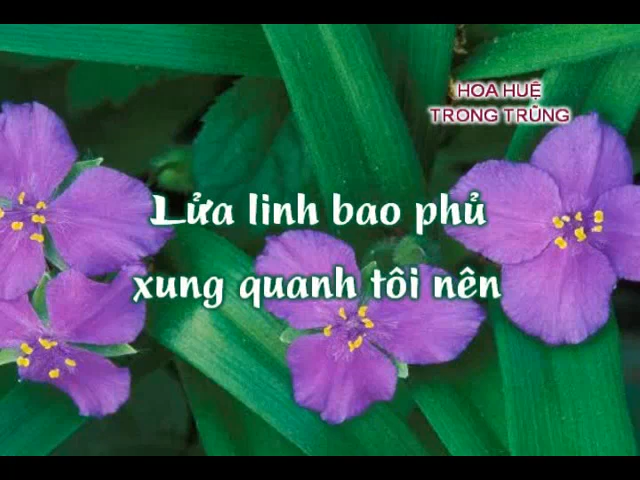 HOA HUỆ
TRONG TRŨNG
Lửa linh bao phủ
xung quanh tôi nên